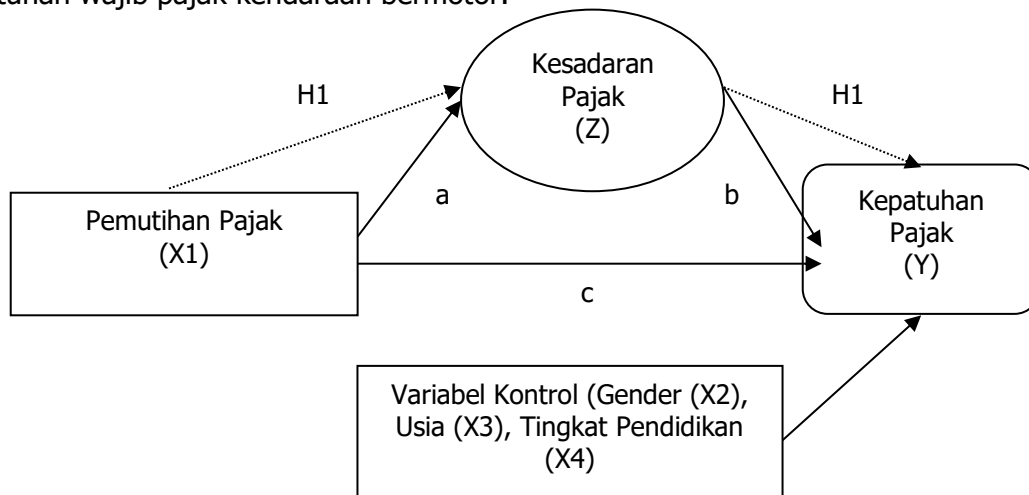 wajib pajak kendaraan bermotor.
Kesadaran
Pajak
(Z)
H1
H1
a
b
Pemutihan Pajak
(X1)
Kepatuhan
Pajak
(Y)
c
Variabel Kontrol (Gender (X2),
Usia (X3), Tingkat Pendidikan
(X4)